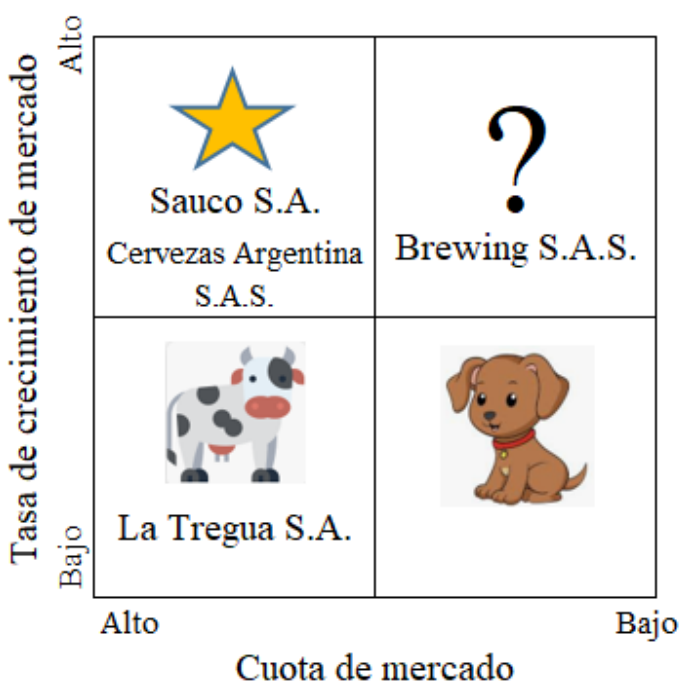 Tasa de crecimiento de mercado
Alto
Sauco S.A.
Cervezas Argentina
S.A.S.
?
Brewing S.A.S.
La Tregua S.A.
Bajo
Alto
Bajo
Cuota de mercado